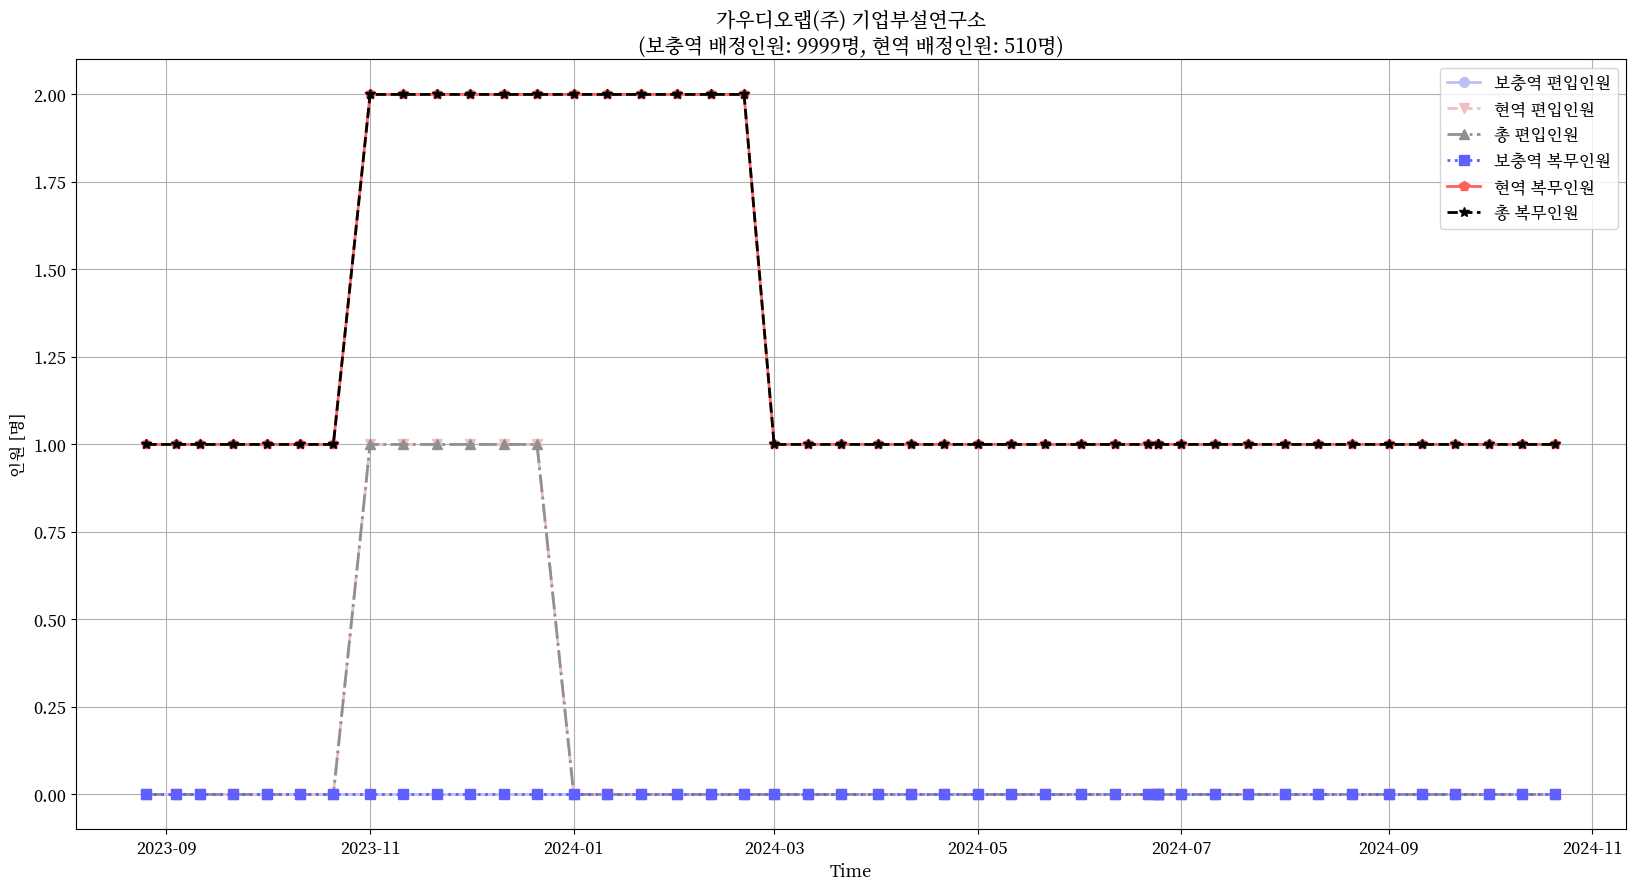 가우디오랩(주) 기업부설연구소
(보충역 배정인원: 9999명, 현역 배정인원: 510명)
보충역 편입인원
현역 편입인원
총 편입인원
보충역 복무인원
현역 복무인원
총 복무인원
인원 [명]
2.00
1.75
1.50
1.25
1.00
0.75
0.50
0.25
0.00
2023-09
2023-11
2024-01
2024-03
2024-05
2024-07
2024-09
2024-11
Time